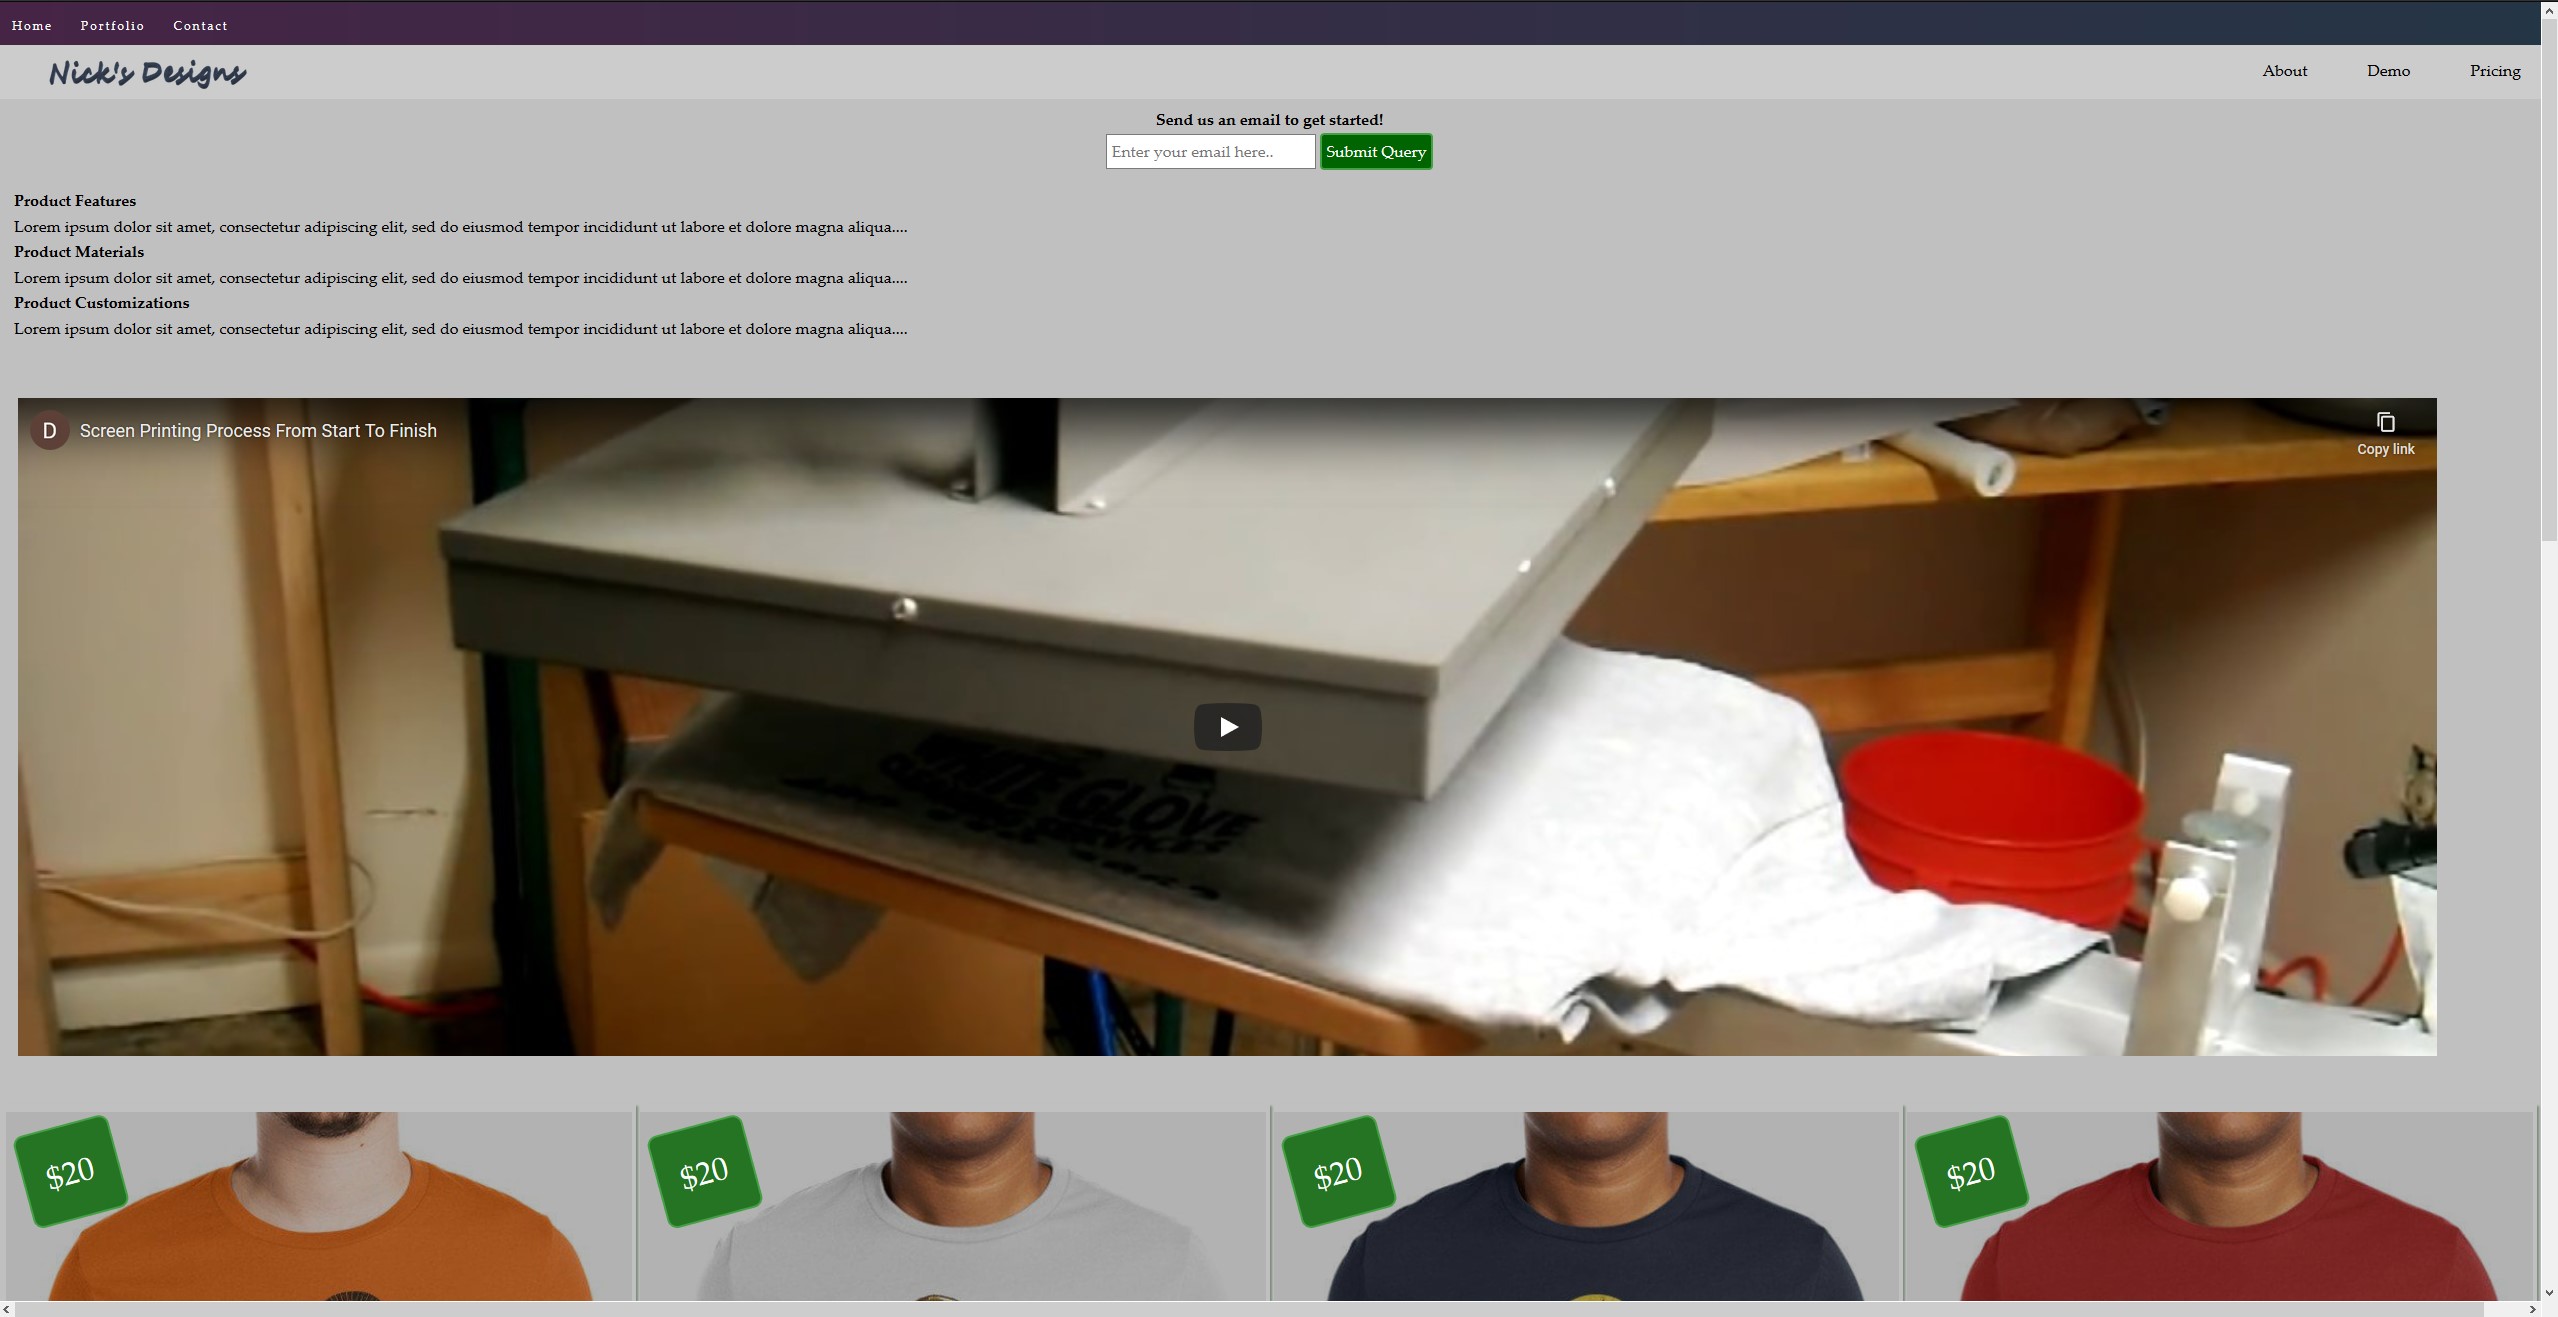 Home Portfolio Contact
Nick's Designs
About Demo Pricing
Send us an email to get started!
Enter your email here..
Submit Query
Product Features
Lorem ipsum dolor sit amet, consectetur adipiscing elit, sed do eiusmod tempor incididunt ut labore et dolore magna aliqua....
Product Materials
Lorem ipsum dolor sit amet, consectetur adipiscing elit, sed do eiusmod tempor incididunt ut labore et dolore magna aliqua....
Product Customizations
Lorem ipsum dolor sit amet, consectetur adipiscing elit, sed do eiusmod tempor incididunt ut labore et dolore magna aliqua....
D Screen Printing Process From Start To Finish
Copy link
GLOVE
$20 $20 $20 $20